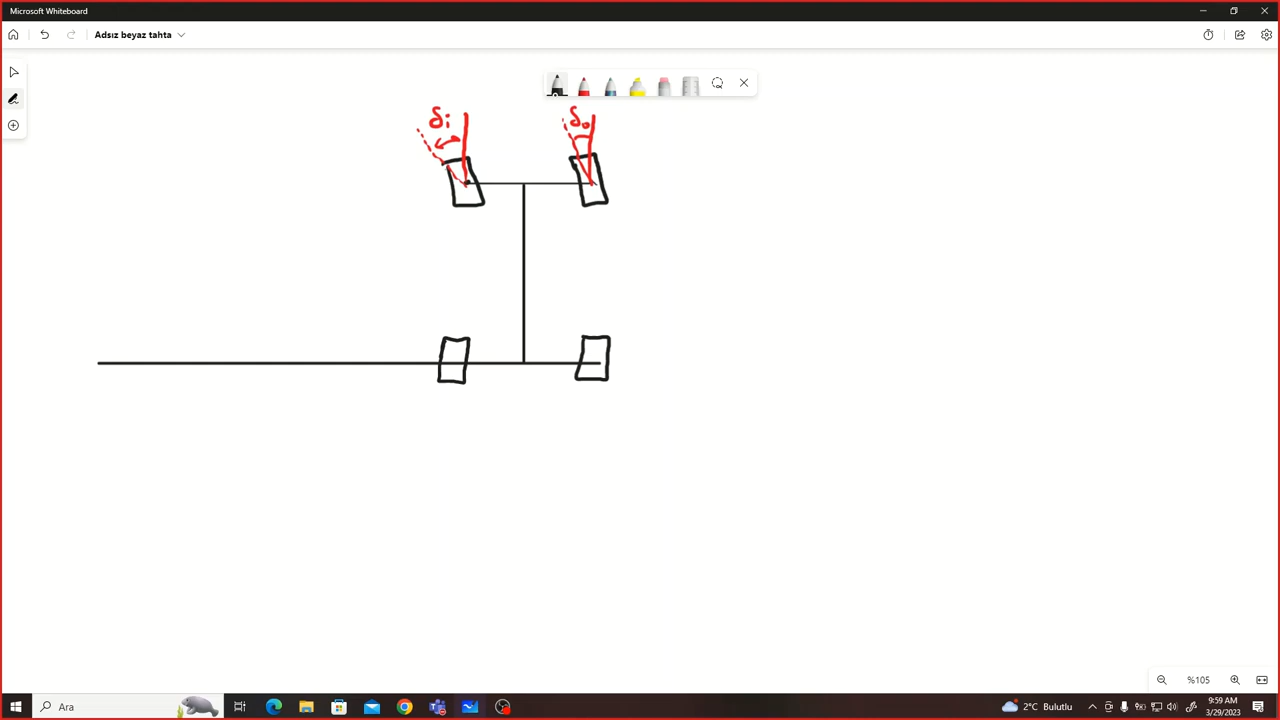 Microsoft Whiteboard
Adsız beyaz tahta
δi
δo
%105
Ara
2°C Bulutlu
9:59 AM
3/29/2023